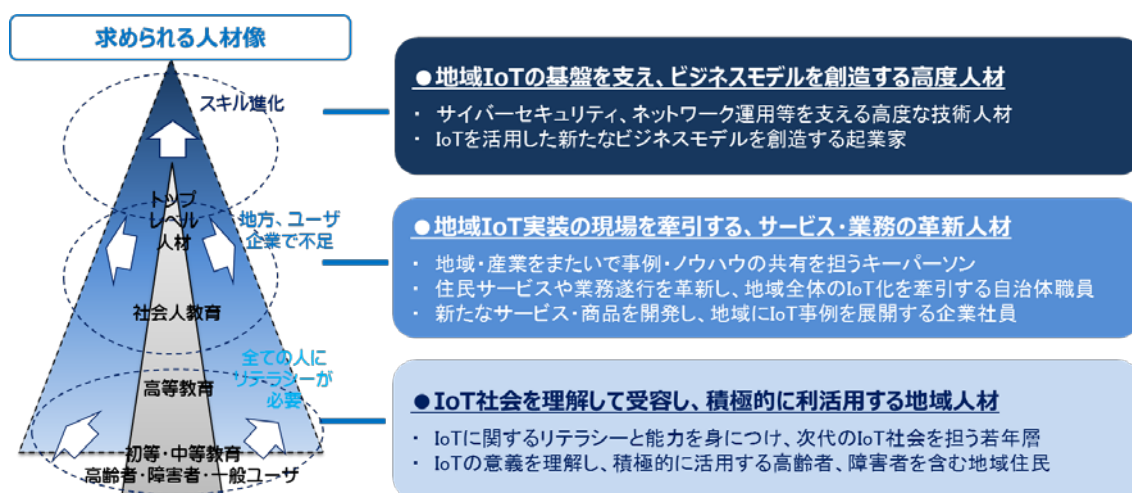 求められる人材像
スキル進化
トップ
レベル
人材
地方、ユーザ
企業で不足
社会人教育
全ての人に
リテラシーが
必要
高等教育
初等・中等教育
高齢者・障害者・一般ユーザ
●地域IoTの基盤を支え、ビジネスモデルを創造する高度人材
・ サイバーセキュリティ、ネットワーク運用等を支える高度な技術人材
・ IoTを活用した新たなビジネスモデルを創造する起業家
●地域IoT実装の現場を牽引する、サービス・業務の革新人材
・ 地域・産業をまたいで事例・ノウハウの共有を担うキーパーソン
・ 住民サービスや業務遂行を革新し、地域全体のIoT化を牽引する自治体職員
・ 新たなサービス・商品を開発し、地域にIoT事例を展開する企業社員
●IoT社会を理解して受容し、積極的に利活用する地域人材
・ IoTに関するリテラシーと能力を身につけ、次代のIoT社会を担う若年層
・ IoTの意義を理解し、積極的に活用する高齢者、障害者を含む地域住民